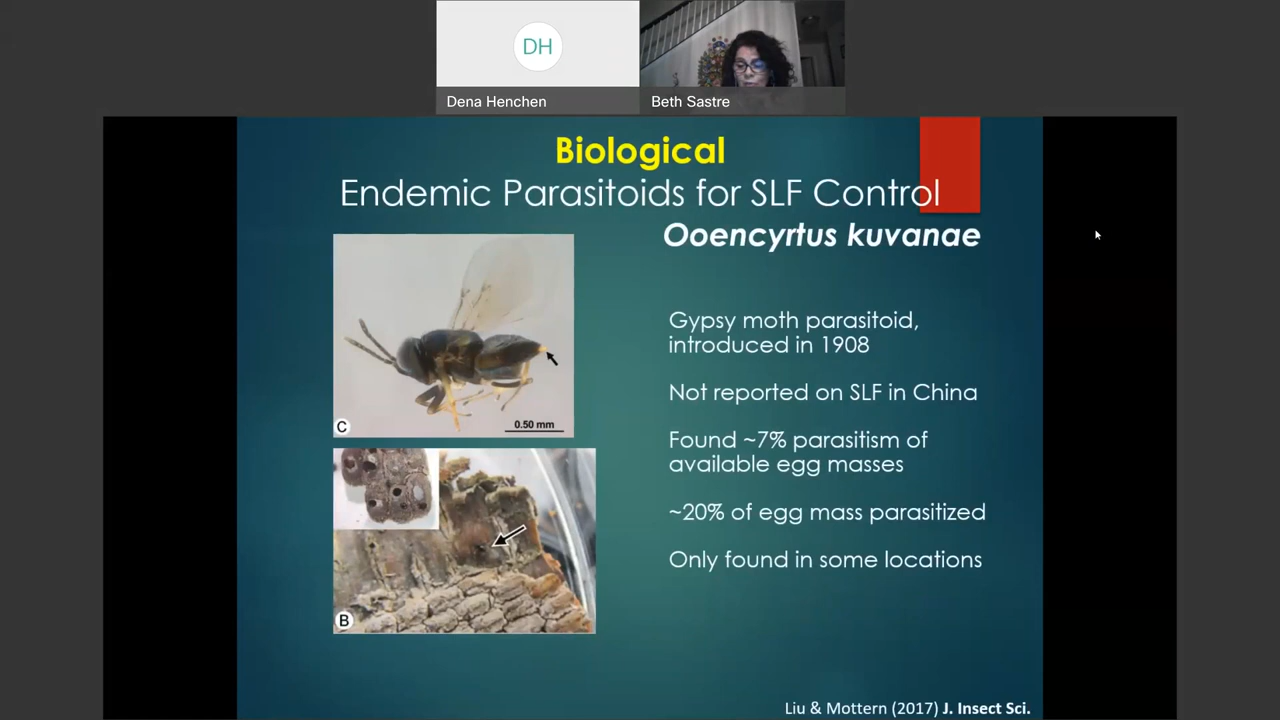 DH
Dena Henchen
Beth Sastre
Biological
Endemic Parasitoids for SLF Control
Ooencyrtus kuvanae
Gypsy moth parasitoid,
introduced in 1908
Not reported on SLF in China
Found ~7% parasitism of
available egg masses
~20% of egg mass parasitized
Only found in some locations
C
0.50 mm
B
Liu & Mottern (2017) J. Insect Sci.